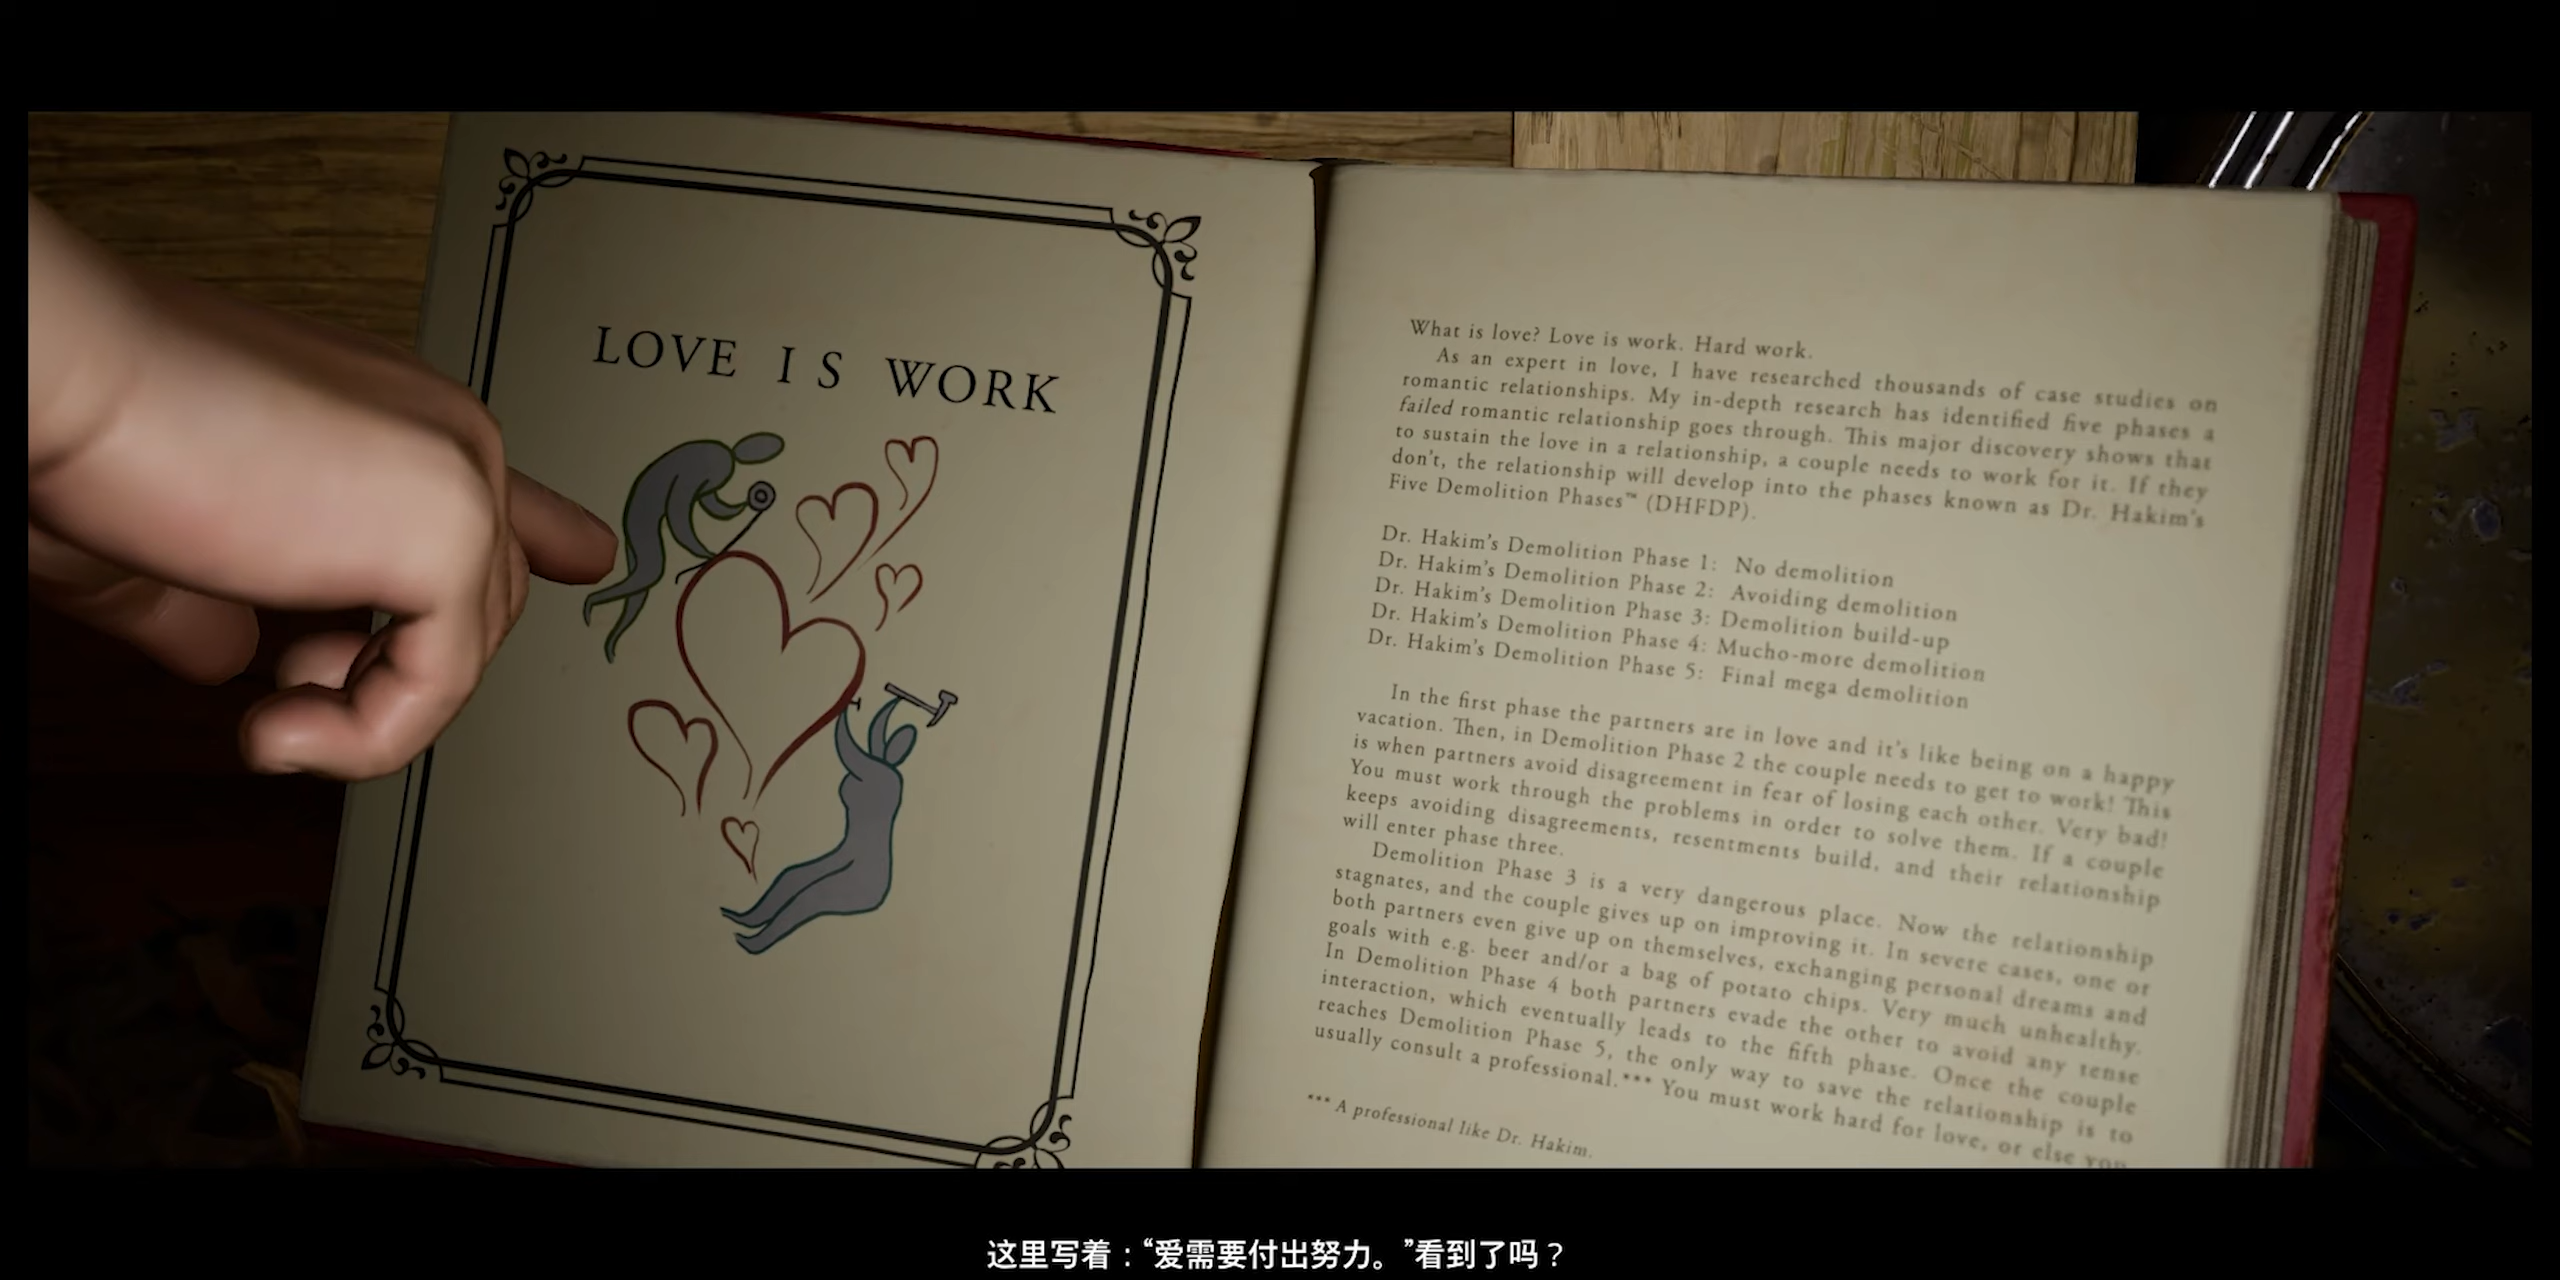 LOVE IS WORK
What is love? Love is work. Hard work.
As an expert in love, I have researched thousands of case studies on
romantic relationships. My in-depth research has identified five phases a
failed romantic relationship goes through. This major discovery shows that
to sustain the love in a relationship, a couple needs to work for it. If they
don't, the relationship will develop into the phases known as Dr. Hakim's
Five Demolition Phases™ (DHFDP).
Dr. Hakim's Demolition Phase 1: No demolition
Dr. Hakim's Demolition Phase 2: Avoiding demolition
Dr. Hakim's Demolition Phase 3: Demolition build-up
Dr. Hakim's Demolition Phase 4: Mucho-more demolition
Dr. Hakim's Demolition Phase 5: Final mega demolition
In the first phase the partners are in love and it's like being on a happy
vacation. Then, in Demolition Phase 2 the couple needs to get to work! This
is when partners avoid disagreement in fear of losing each other. Very bad!
You must work through the problems in order to solve them. If a couple
keeps avoiding disagreements, resentments build, and their relationship
will enter phase three.
Demolition Phase 3 is a very dangerous place. Now the relationship
stagnates, and the couple gives up on improving it. In severe cases, one or
both partners even give up on themselves, exchanging personal dreams and
goals with e.g. beer and/or a bag of potato chips. Very much unhealthy.
In Demolition Phase 4 both partners evade the other to avoid any tense
interaction, which eventually leads to the fifth phase. Once the couple
reaches Demolition Phase 5, the only way to save the relationship is to
usually consult a professional.*** You must work hard for love, or else you
*** A professional like Dr. Hakim.
这里写着：“爱需要付出努力。”看到了吗？